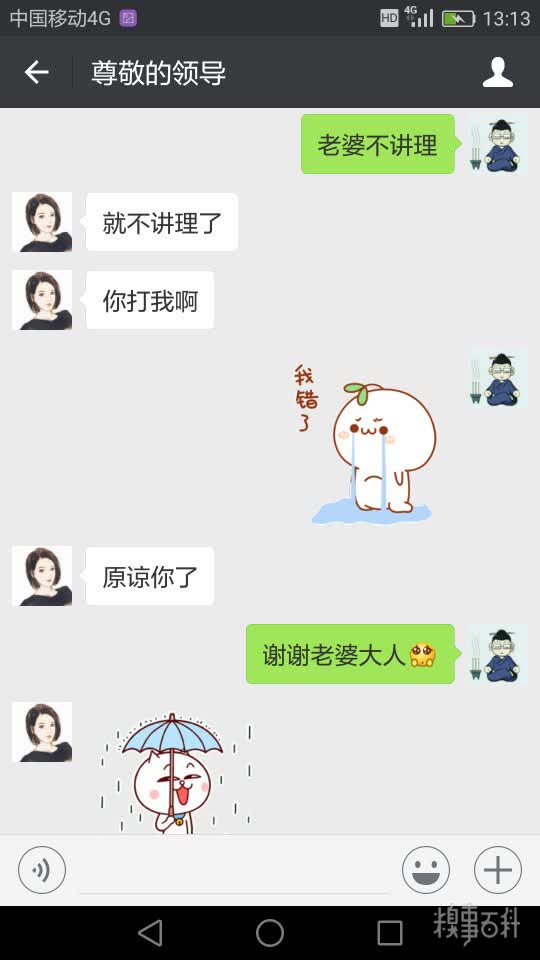 中国移动4G
HD 4G 13:13
尊敬的领导
老婆不讲理
就不讲理了
你打我啊
我错了
原谅你了
谢谢老婆大人
糗事百科